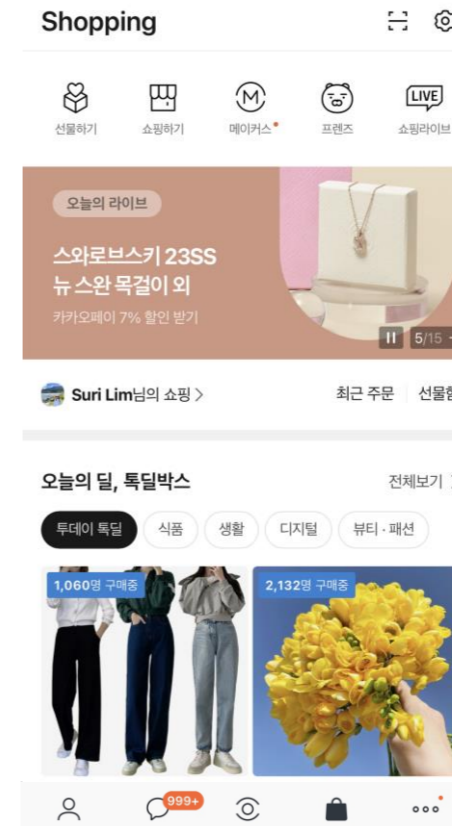 Shopping
선물하기
쇼핑하기
메이커스
프렌즈
LIVE
쇼핑라이브
오늘의 라이브
스와로브스키 23SS
뉴 스완 목걸이 외
카카오페이 7% 할인 받기
5/15
Suri Lim님의 쇼핑
최근 주문
선물함
오늘의 딜, 톡딜박스
전체보기
투데이 톡딜
식품
생활
디지털
뷰티 · 패션
1,060명 구매중
2,132명 구매중
999+